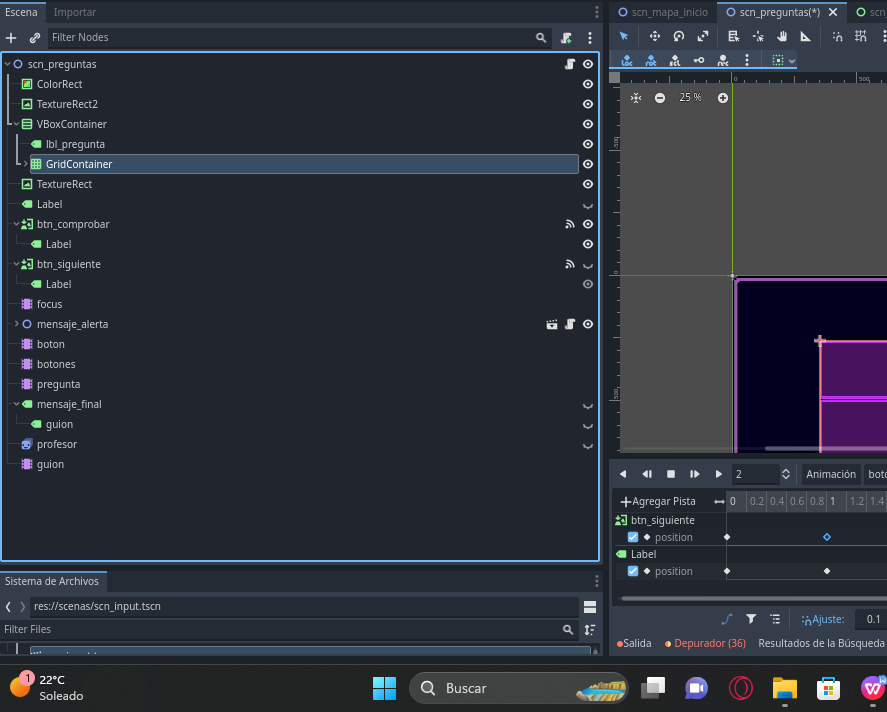 Escena Importar
Filter Nodes
scn_preguntas
ColorRect
TextureRect2
VBoxContainer
lbl_pregunta
GridContainer
TextureRect
Label
btn_comprobar
Label
btn_siguiente
Label
focus
mensaje_alerta
boton
botones
pregunta
mensaje_final
guion
profesor
guion
Sistema de Archivos
res://scenas/scn_input.tscn
Filter Files
scn_mapa_inicio scn_preguntas(*) scn
25 %
0 500
2 Animación
Agregar Pista 0 0.2 0.4 0.6 0.8 1 1.2 1.4
btn_siguiente
position
Label
position
Ajuste: 0.1
Salida Depurador (36) Resultados de la Búsqueda
1
22°C
Soleado
Buscar